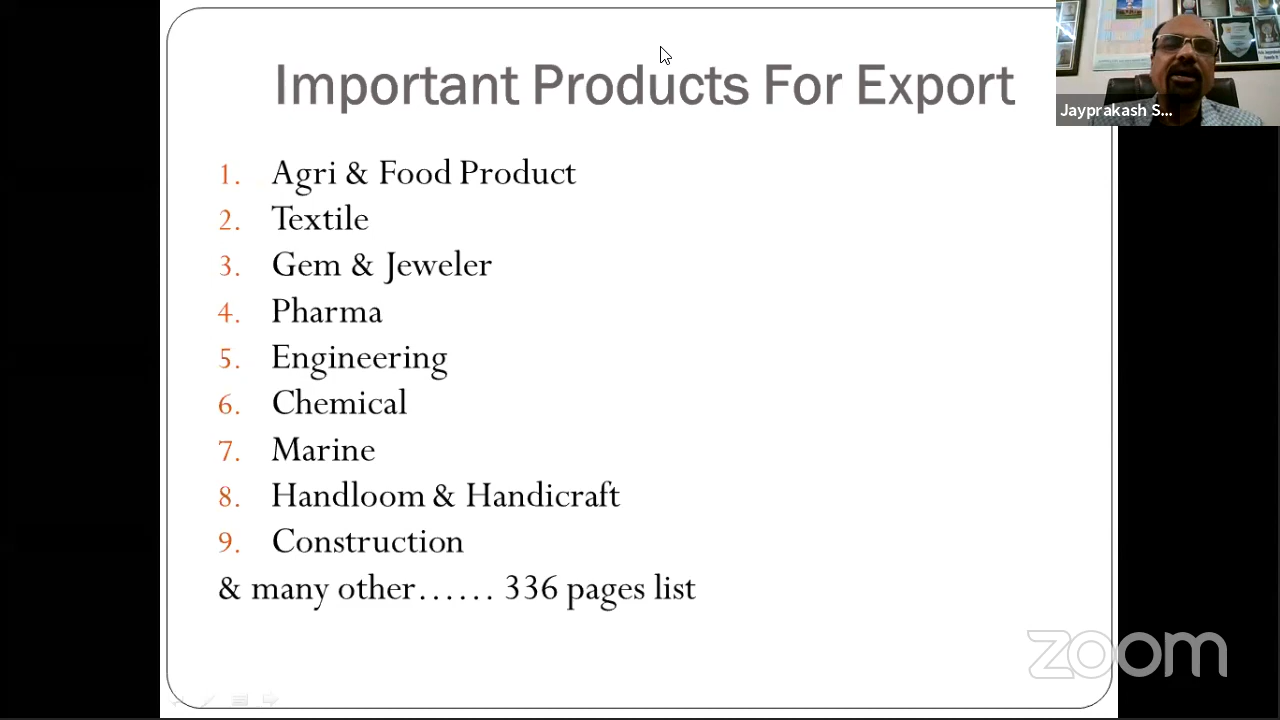 Important Products For Export
Jayprakash S...
1. Agri & Food Product
2. Textile
3. Gem & Jeweler
4. Pharma
5. Engineering
6. Chemical
7. Marine
8. Handloom & Handicraft
9. Construction
& many other...... 336 pages list
zoom